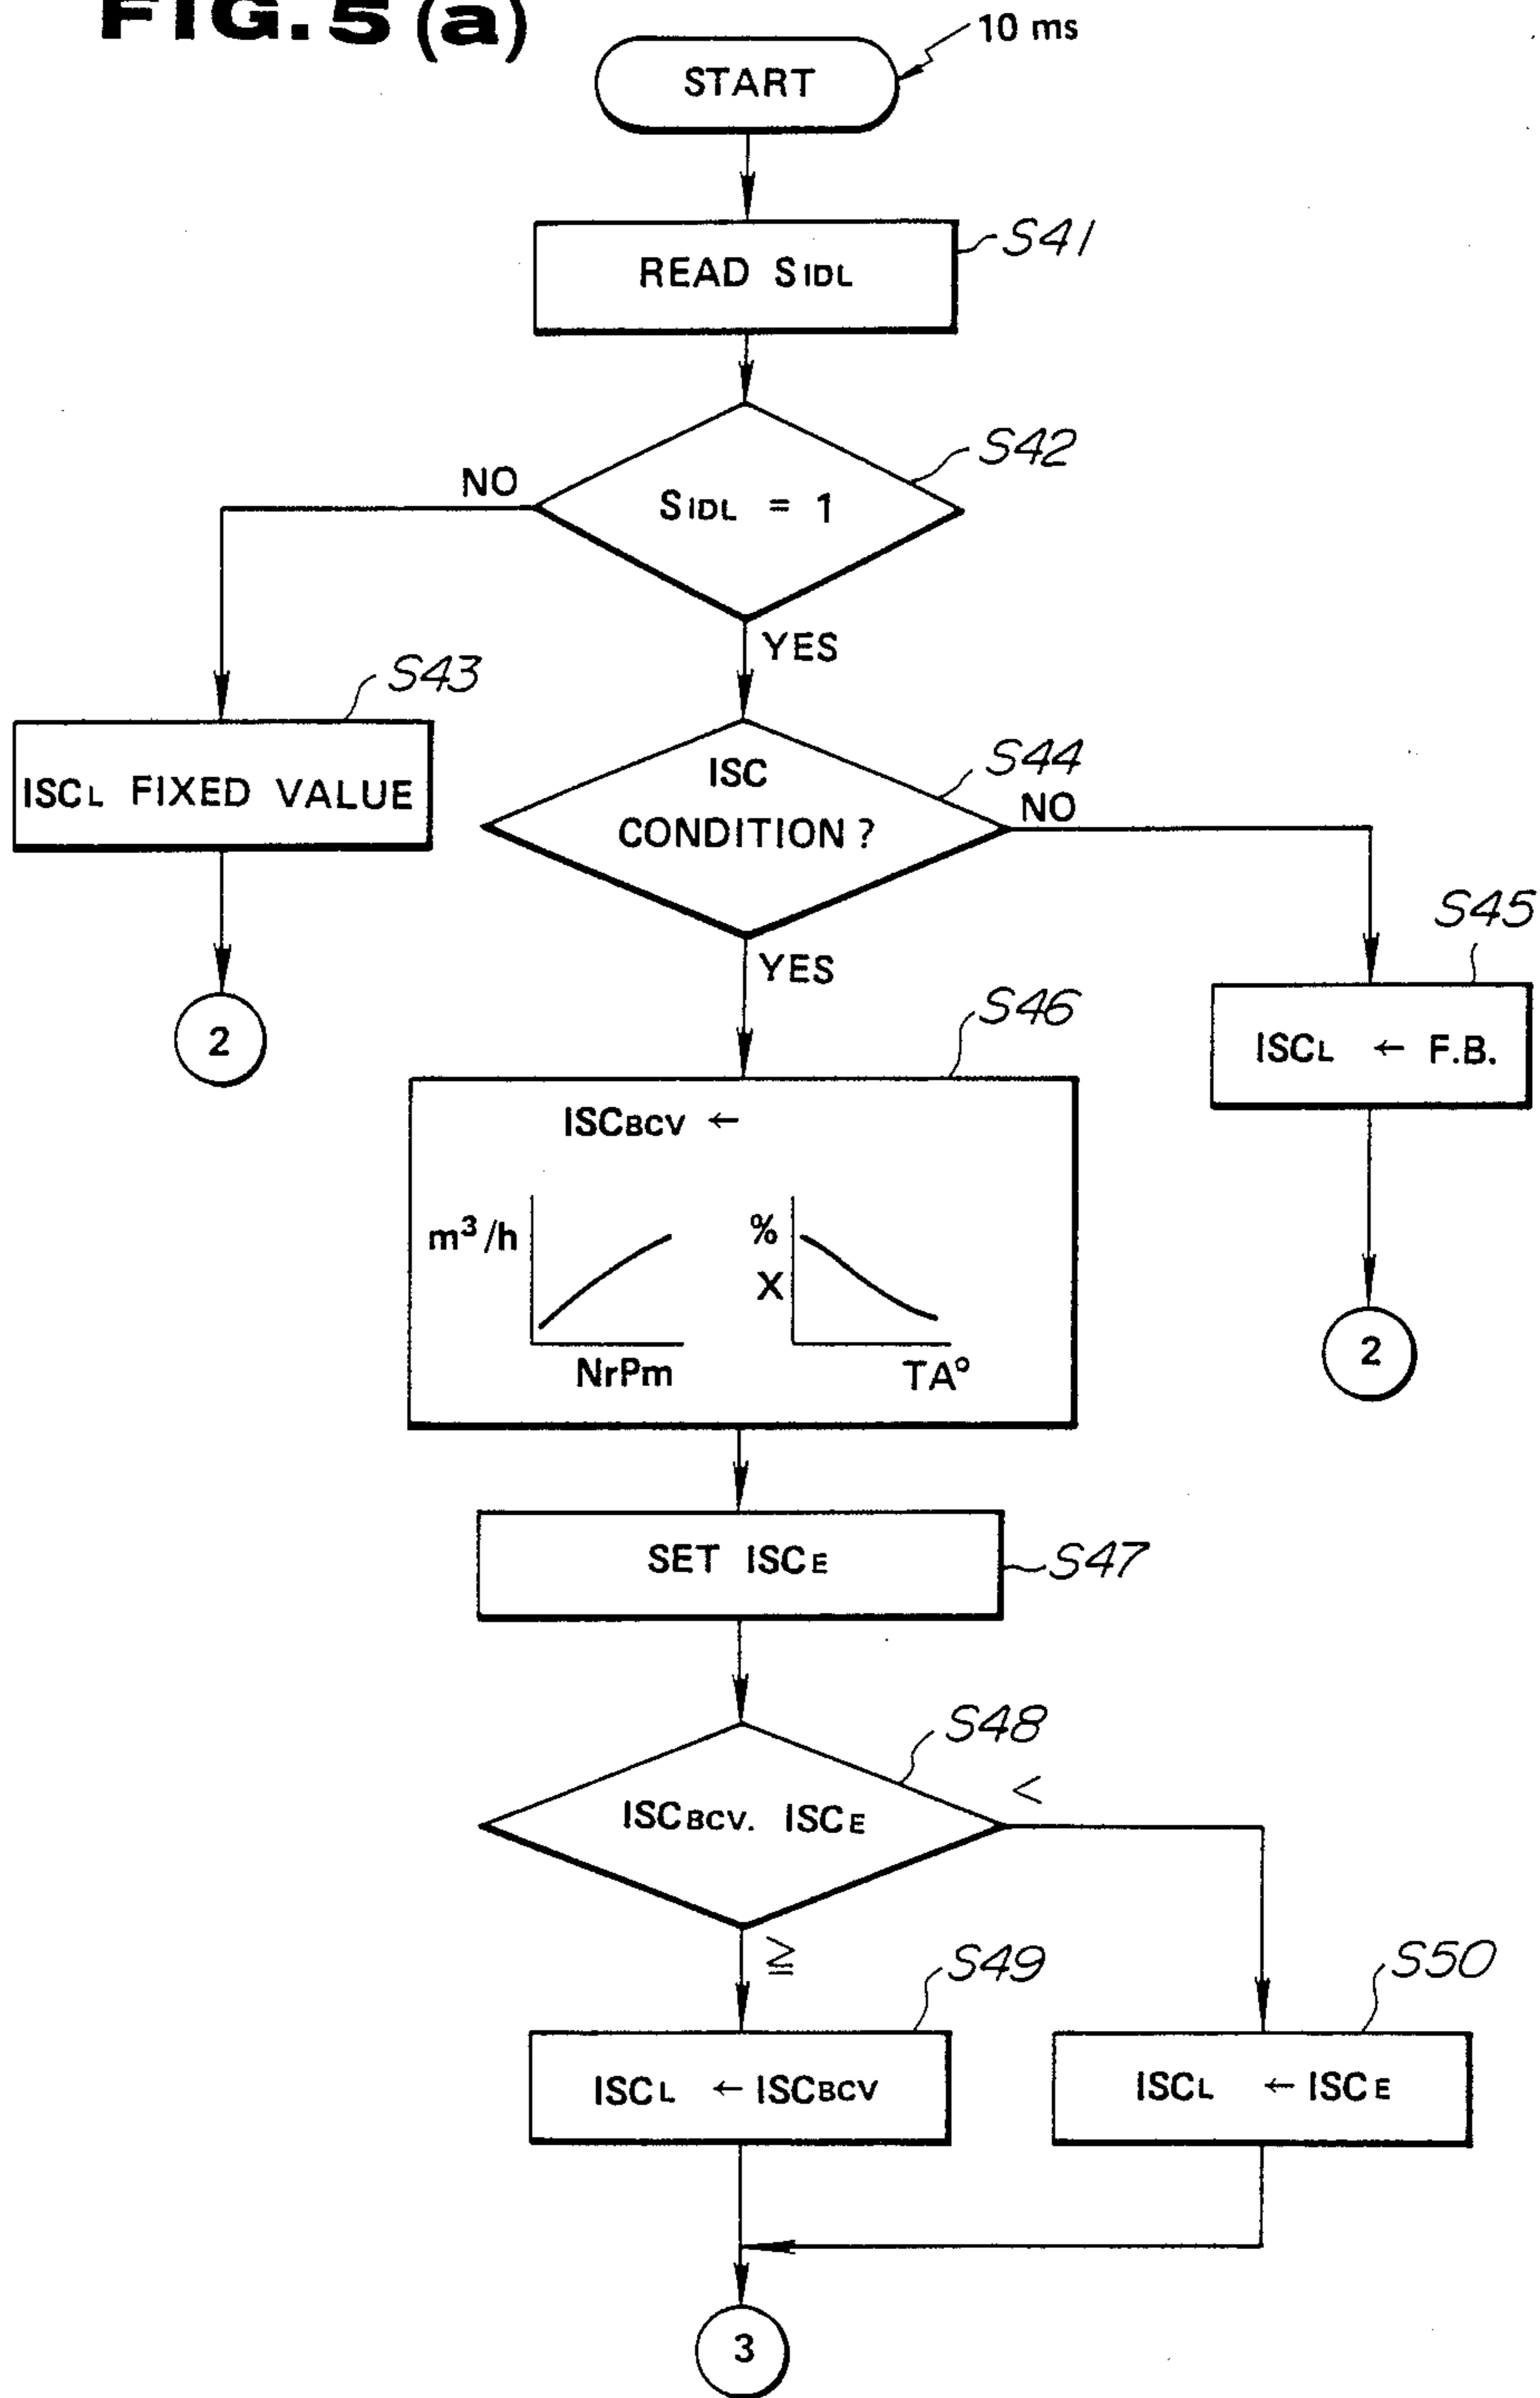 FIG. 5 (a)
10 ms
START
S41
READ SIDL
S42
NO
SIDL = 1
YES
S43
ISCL FIXED VALUE
S44
ISC
CONDITION ?
NO
S45
YES
ISCL ← F.B.
2
S46
ISCBCV ←
m³/h
NrPm
%
X
TA°
2
SET ISCE
S47
S48
<
ISCBCV. ISCE
≧
S49
S50
ISCL ← ISCBCV
ISCL ← ISCE
3